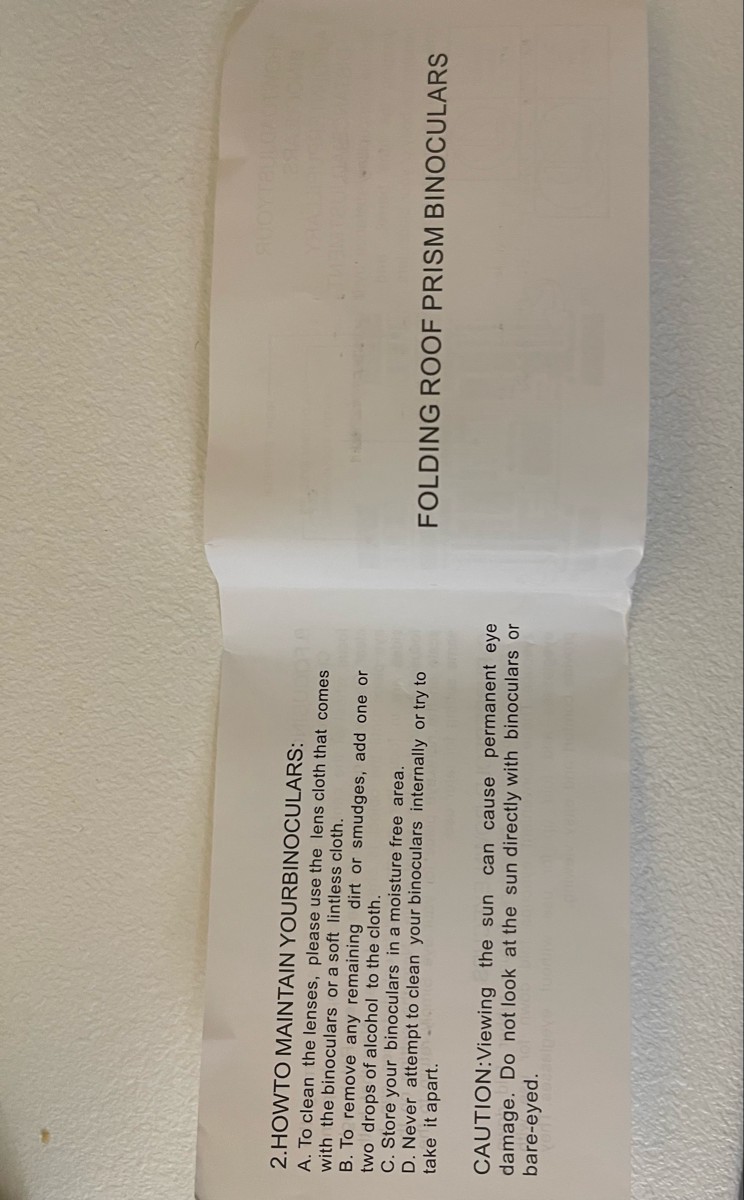 2.HOWTO MAINTAIN YOURBINOCULARS:
A. To clean the lenses, please use the lens cloth that comes
with the binoculars or a soft lintless cloth.
B. To remove any remaining dirt or smudges, add one or
two drops of alcohol to the cloth.
C. Store your binoculars in a moisture free area.
D. Never attempt to clean your binoculars internally or try to
take it apart.
CAUTION:Viewing the sun can cause permanent eye
damage. Do not look at the sun directly with binoculars or
bare-eyed.
FOLDING ROOF PRISM BINOCULARS